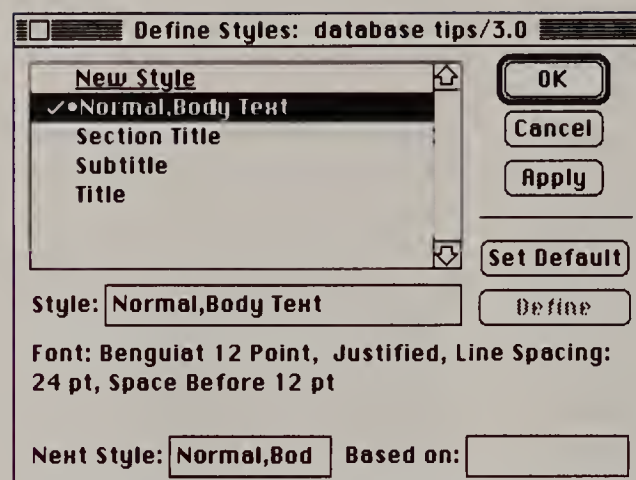 Define Styles: database tips/3.0
New Style
✓•Normal,Body Text
Section Title
Subtitle
Title
OK
Cancel
Apply
Set Default
Define
Style: Normal,Body Text
Font: Benguiat 12 Point, Justified, Line Spacing:
24 pt, Space Before 12 pt
Next Style: Normal,Bod Based on: